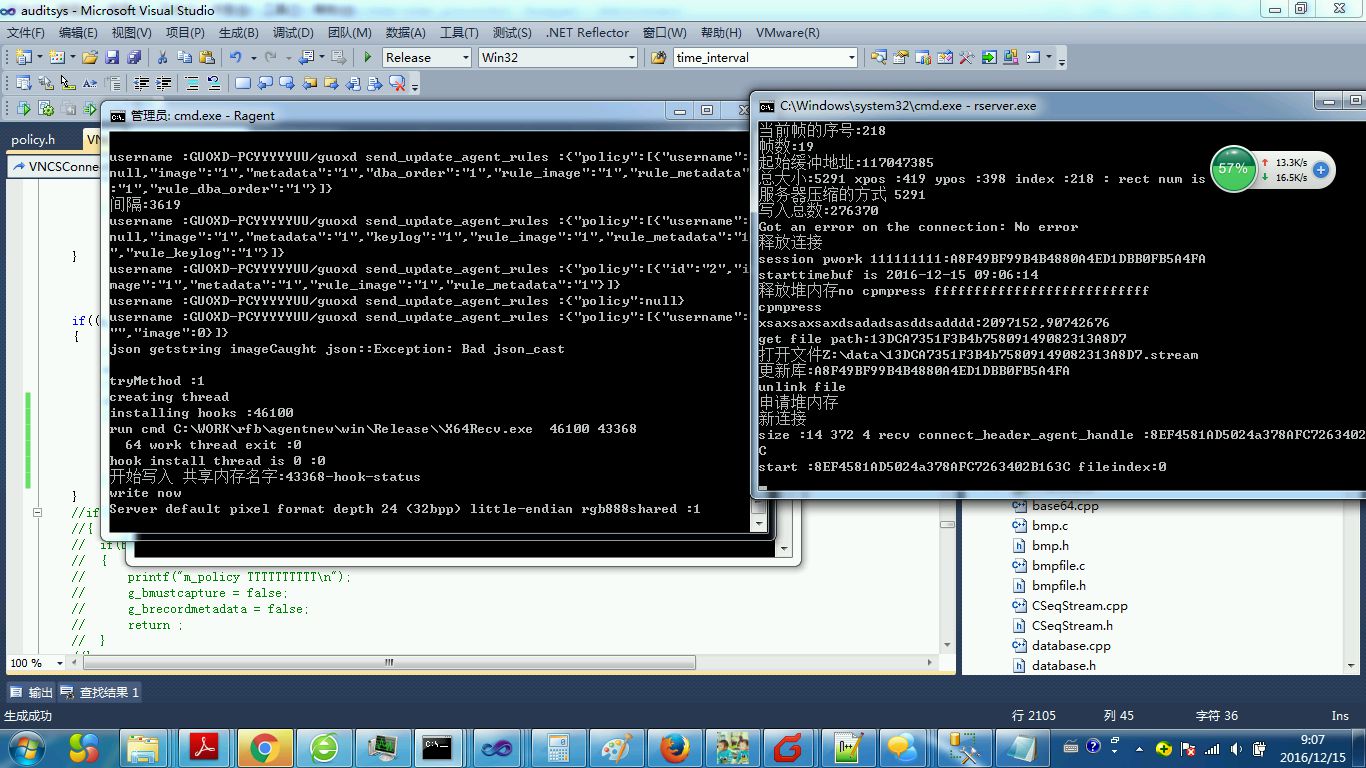 auditsys - Microsoft Visual Studio
文件(F) 编辑(E) 视图(V) 项目(P) 生成(B) 调试(D) 团队(M) 数据(A) 工具(T) 测试(S) .NET Reflector 窗口(W) 帮助(H) VMware(R)
Release Win32 time_interval
policy.h VN
VNCSConne
}
if((
{
}
//if
//{
// if(b
// {
// printf("m_policy TTTTTTTTTT\n");
// g_bmustcapture = false;
// g_brecordmetadata = false;
// return ;
// }
100 %
管理员: cmd.exe - Ragent
username :GUOXD-PCYYYYYUU/guoxd send_update_agent_rules :{"policy":[{"username":
null,"image":"1","metadata":"1","dba_order":"1","rule_image":"1","rule_metadata"
:"1","rule_dba_order":"1"}]}
间隔:3619
username :GUOXD-PCYYYYYUU/guoxd send_update_agent_rules :{"policy":[{"username":
null,"image":"1","metadata":"1","keylog":"1","rule_image":"1","rule_metadata":"1
","rule_keylog":"1"}]}
username :GUOXD-PCYYYYYUU/guoxd send_update_agent_rules :{"policy":[{"id":"2","i
mage":"1","metadata":"1","rule_image":"1","rule_metadata":"1"}]}
username :GUOXD-PCYYYYYUU/guoxd send_update_agent_rules :{"policy":null}
username :GUOXD-PCYYYYYUU/guoxd send_update_agent_rules :{"policy":[{"username":
"","image":0}]}
json getstring imageCaught json::Exception: Bad json_cast
tryMethod :1
creating thread
installing hooks :46100
run cmd C:\WORK\rfb\agentnew\win\Release\\X64Recv.exe 46100 43368
64 work thread exit :0
hook install thread is 0 :0
开始写入 共享内存名字:43368-hook-status
write now
Server default pixel format depth 24 (32bpp) little-endian rgb888shared :1
C:\Windows\system32\cmd.exe - rserver.exe
当前帧的序号:218
帧数:19
起始缓冲地址:117047385
总大小:5291 xpos :419 ypos :398 index :218 : rect num is
服务器压缩的方式 5291
写入总数:276370
Got an error on the connection: No error
释放连接
session pwork 111111111:A8F49BF99B4B4880A4ED1DBB0FB5A4FA
starttimebuf is 2016-12-15 09:06:14
释放堆内存no cpmpress fffffffffffffffffffffffffff
cpmpress
xsaxsaxsaxdsadadsasddsadddd:2097152,90742676
get file path:13DCA7351F3B4b75809149082313A8D7
打开文件Z:\data\13DCA7351F3B4b75809149082313A8D7.stream
更新库:A8F49BF99B4B4880A4ED1DBB0FB5A4FA
unlink file
申请堆内存
新连接
size :14 372 4 recv connect_header_agent_handle :8EF4581AD5024a378AFC7263402
C
start :8EF4581AD5024a378AFC7263402B163C fileindex:0
57% 13.3K/s
16.5K/s
base64.cpp
bmp.c
bmp.h
bmpfile.c
bmpfile.h
CSeqStream.cpp
CSeqStream.h
database.cpp
database.h
输出 查找结果 1
生成成功 行 2105 列 45 字符 36 Ins
9:07
2016/12/15